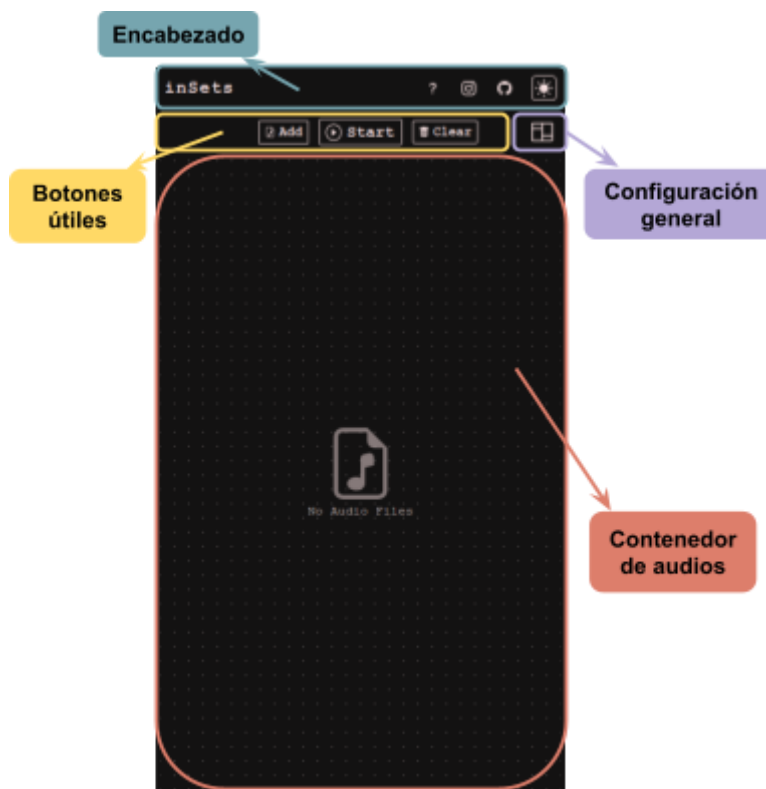 Encabezado
inSets ?
Add Start Clear
Botones
útiles
Configuración
general
No Audio Files
Contenedor
de audios